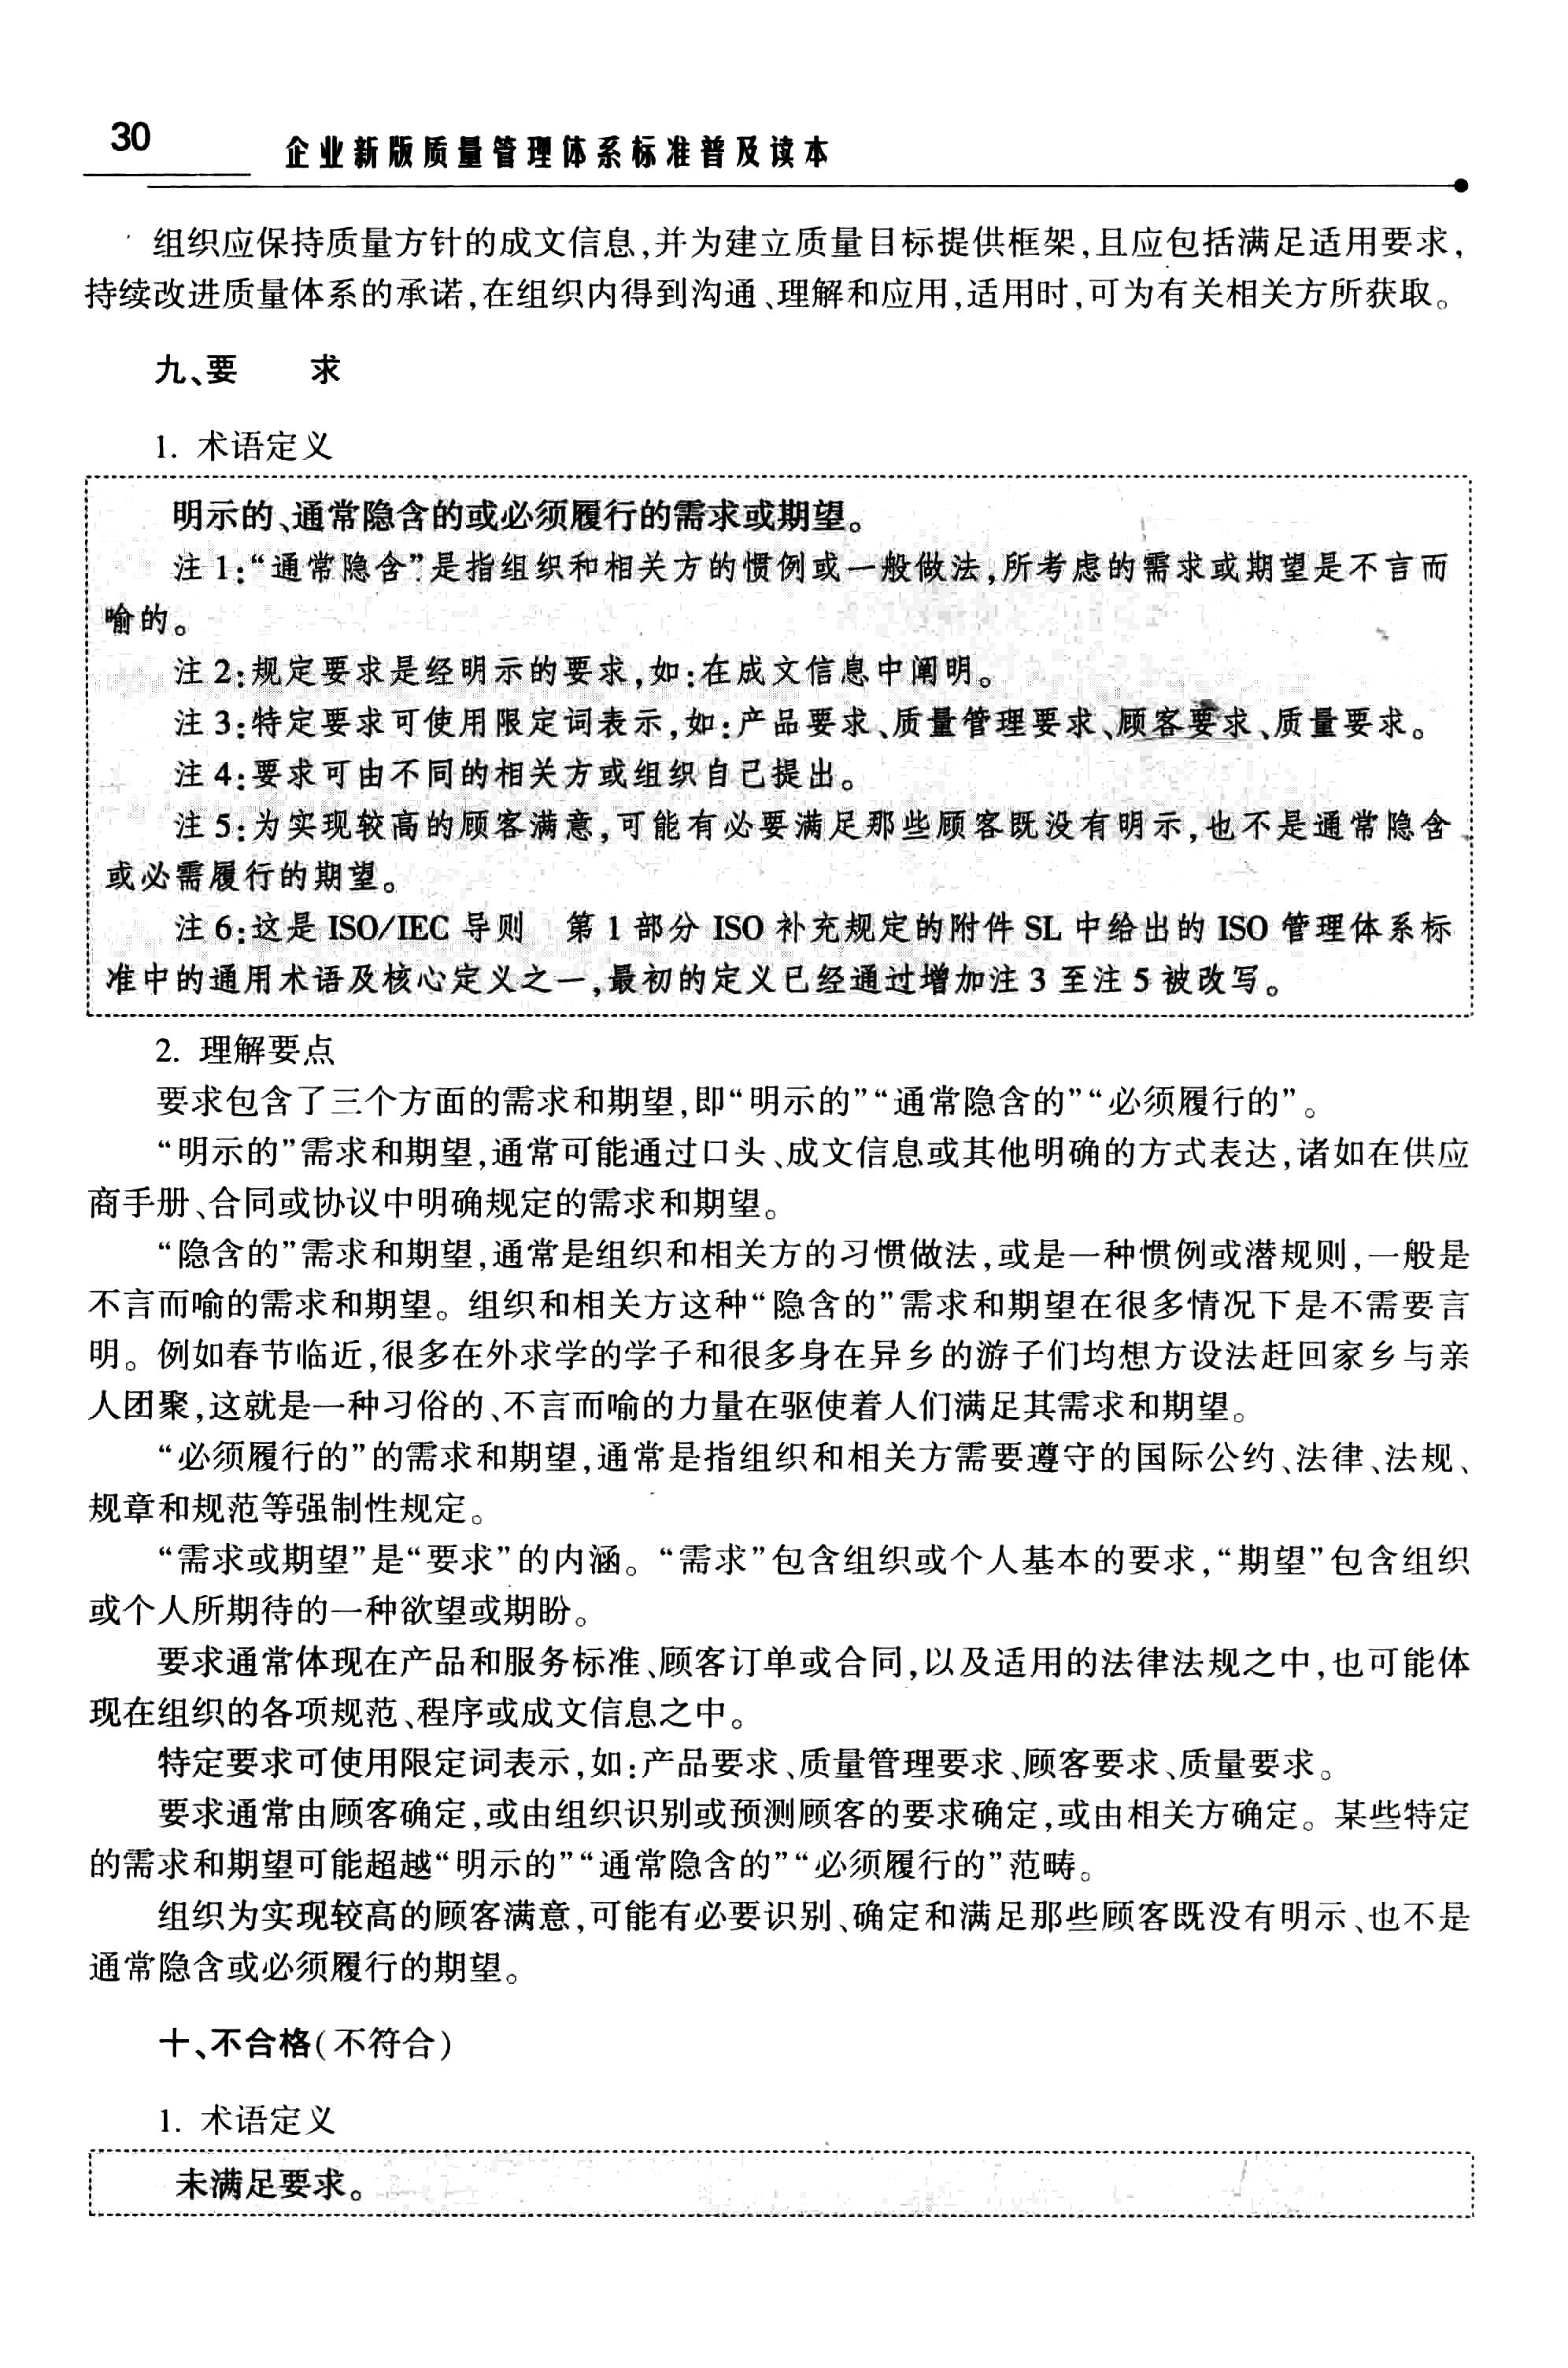 30
企业新版质量管理体系标准普及读本
组织应保持质量方针的成文信息,并为建立质量目标提供框架,且应包括满足适用要求,
持续改进质量体系的承诺,在组织内得到沟通、理解和应用,适用时,可为有关相关方所获取。
九、要　求
1. 术语定义
明示的、通常隐含的或必须履行的需求或期望。
注 1:“通常隐含”是指组织和相关方的惯例或一般做法,所考虑的需求或期望是不言而
喻的。
注 2:规定要求是经明示的要求,如:在成文信息中阐明。
注 3:特定要求可使用限定词表示,如:产品要求、质量管理要求、顾客要求、质量要求。
注 4:要求可由不同的相关方或组织自己提出。
注 5:为实现较高的顾客满意,可能有必要满足那些顾客既没有明示,也不是通常隐含
或必需履行的期望。
注 6:这是 ISO/IEC 导则　第 1 部分 ISO 补充规定的附件 SL 中给出的 ISO 管理体系标
准中的通用术语及核心定义之一,最初的定义已经通过增加注 3 至注 5 被改写。
2. 理解要点
要求包含了三个方面的需求和期望,即“明示的”“通常隐含的”“必须履行的”。
“明示的”需求和期望,通常可能通过口头、成文信息或其他明确的方式表达,诸如在供应
商手册、合同或协议中明确规定的需求和期望。
“隐含的”需求和期望,通常是组织和相关方的习惯做法,或是一种惯例或潜规则,一般是
不言而喻的需求和期望。组织和相关方这种“隐含的”需求和期望在很多情况下是不需要言
明。例如春节临近,很多在外求学的学子和很多身在异乡的游子们均想方设法赶回家乡与亲
人团聚,这就是一种习俗的、不言而喻的力量在驱使着人们满足其需求和期望。
“必须履行的”的需求和期望,通常是指组织和相关方需要遵守的国际公约、法律、法规、
规章和规范等强制性规定。
“需求或期望”是“要求”的内涵。“需求”包含组织或个人基本的要求,“期望”包含组织
或个人所期待的一种欲望或期盼。
要求通常体现在产品和服务标准、顾客订单或合同,以及适用的法律法规之中,也可能体
现在组织的各项规范、程序或成文信息之中。
特定要求可使用限定词表示,如:产品要求、质量管理要求、顾客要求、质量要求。
要求通常由顾客确定,或由组织识别或预测顾客的要求确定,或由相关方确定。某些特定
的需求和期望可能超越“明示的”“通常隐含的”“必须履行的”范畴。
组织为实现较高的顾客满意,可能有必要识别、确定和满足那些顾客既没有明示、也不是
通常隐含或必须履行的期望。
十、不合格(不符合)
1. 术语定义
未满足要求。